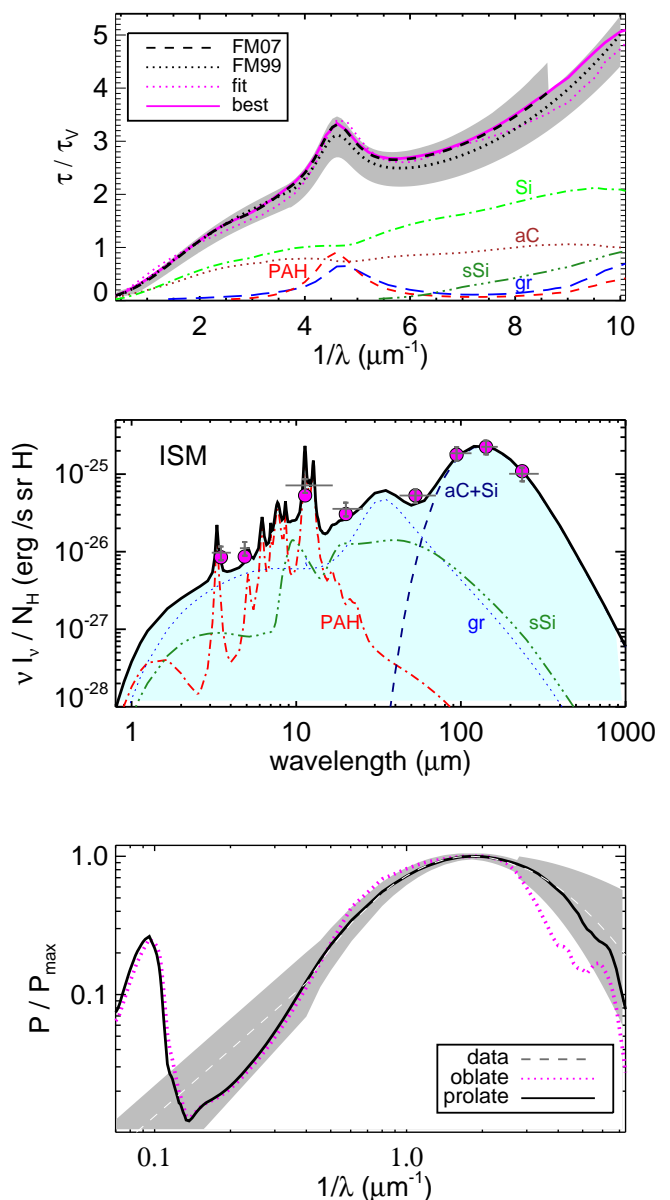 5
4
3
2
1
0
τ / τV
FM07
FM99
fit
best
Si
aC
PAH
sSi
gr
2 4 6 8 10
1/λ (μm-1)
ISM
10-25
10-26
10-27
10-28
ν Iν / NH (erg /s sr H)
aC+Si
PAH
gr
sSi
1 10 100 1000
wavelength (μm)
1.0
0.1
P / Pmax
data
oblate
prolate
0.1 1.0
1/λ (μm-1)